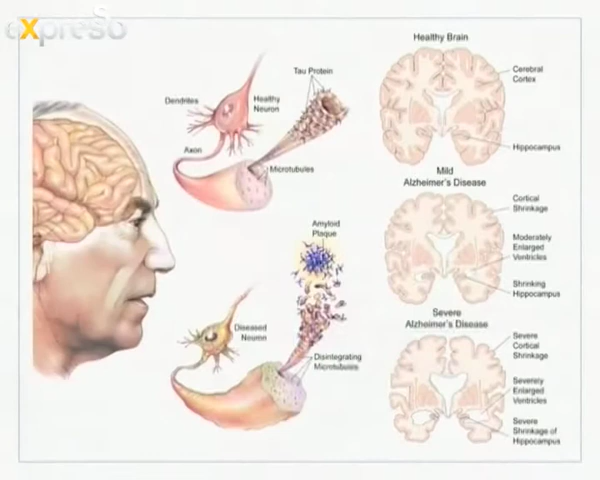 expresso
Healthy Brain
Tau Protein
Cerebral
Cortex
Dendrites
Healthy
Neuron
Axon
Hippocampus
Microtubules
Mild
Alzheimer's Disease
Cortical
Shrinkage
Amyloid
Plaque
Moderately
Enlarged
Ventricles
Shrinking
Hippocampus
Severe
Alzheimer's Disease
Diseased
Neuron
Severe
Cortical
Shrinkage
Disintegrating
Microtubules
Severely
Enlarged
Ventricles
Severe
Shrinkage of
Hippocampus